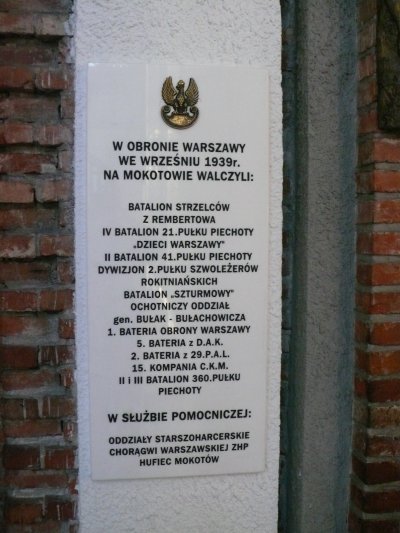 W OBRONIE WARSZAWY
WE WRZEŚNIU 1939r.
NA MOKOTOWIE WALCZYLI:
BATALION STRZELCÓW
Z REMBERTOWA
IV BATALION 21.PUŁKU PIECHOTY
„DZIECI WARSZAWY"
II BATALION 41.PUŁKU PIECHOTY
DYWIZJON 2.PUŁKU SZWOLEŻERÓW
ROKITNIAŃSKICH
BATALION „SZTURMOWY"
OCHOTNICZY ODDZIAŁ
gen. BUŁAK - BUŁACHOWICZA
1. BATERIA OBRONY WARSZAWY
5. BATERIA z D.A.K.
2. BATERIA z 29.P.A.L.
15. KOMPANIA C.K.M.
II i III BATALION 360.PUŁKU
PIECHOTY
W SŁUŻBIE POMOCNICZEJ:
ODDZIAŁY STARSZOHARCERSKIE
CHORĄGWI WARSZAWSKIEJ ZHP
HUFIEC MOKOTÓW